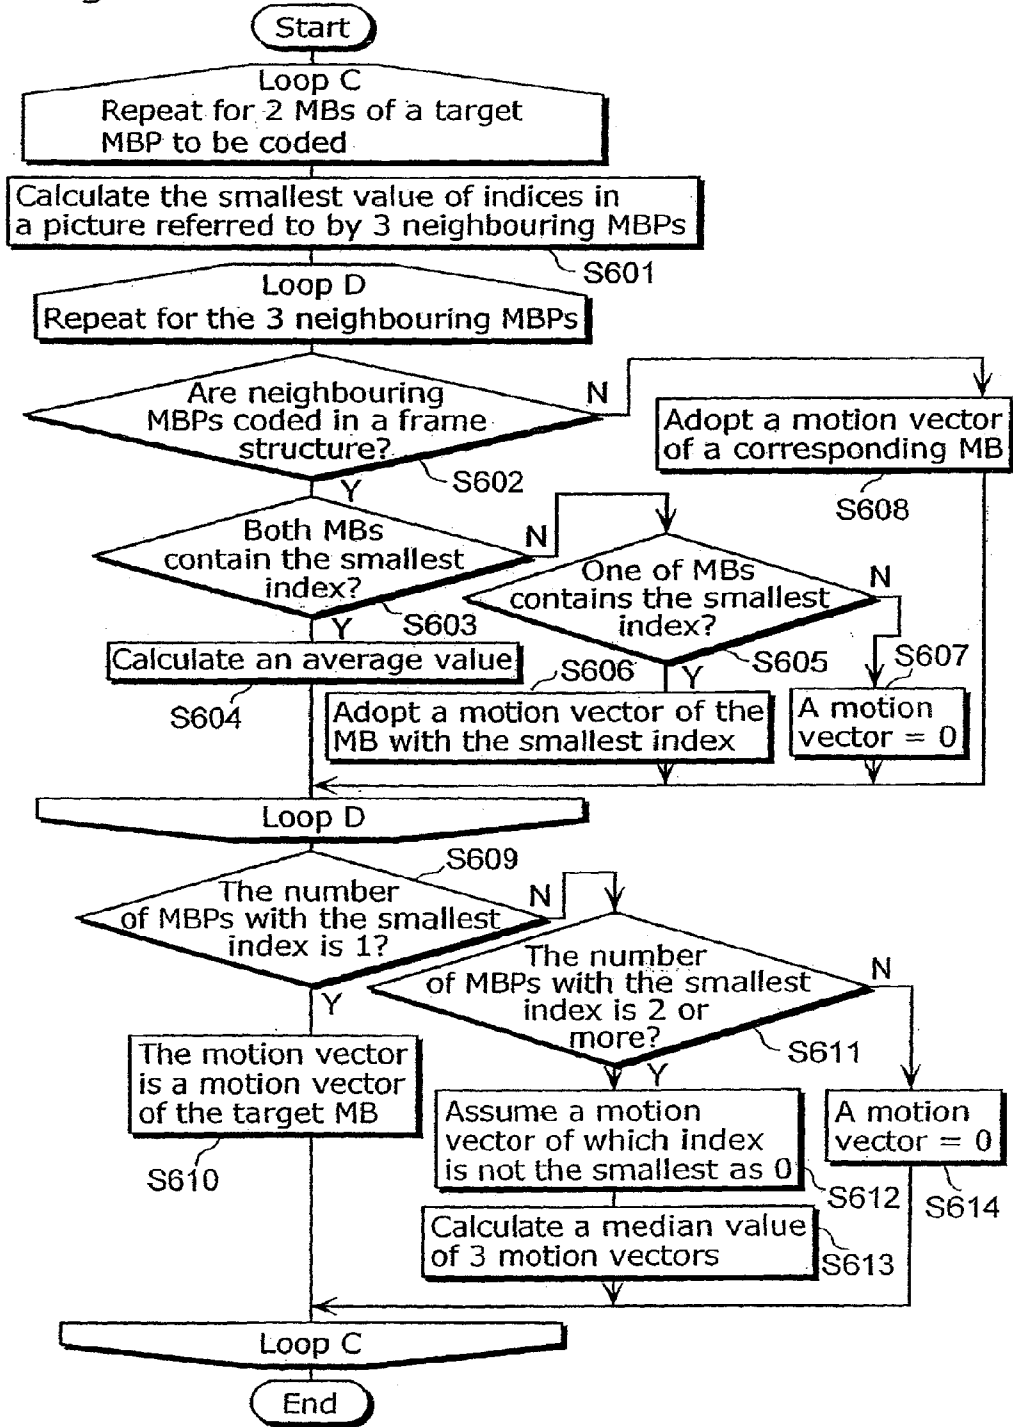 Start
Loop C
Repeat for 2 MBs of a target
MBP to be coded
Calculate the smallest value of indices in
a picture referred to by 3 neighbouring MBPs
S601
Loop D
Repeat for the 3 neighbouring MBPs
Are neighbouring
MBPs coded in a frame
structure?
N
S602
Y
Adopt a motion vector
of a corresponding MB
S608
Both MBs
contain the smallest
index?
N
S603
Y
One of MBs
contains the smallest
index?
N
S605
Y
Calculate an average value
S604
S606
Adopt a motion vector of the
MB with the smallest index
S607
A motion
vector = 0
Loop D
S609
The number
of MBPs with the smallest
index is 1?
N
Y
The number
of MBPs with the smallest
index is 2 or
more?
N
S611
Y
The motion vector
is a motion vector
of the target MB
S610
Assume a motion
vector of which index
is not the smallest as 0
S612
A motion
vector = 0
S614
Calculate a median value
of 3 motion vectors
S613
Loop C
End